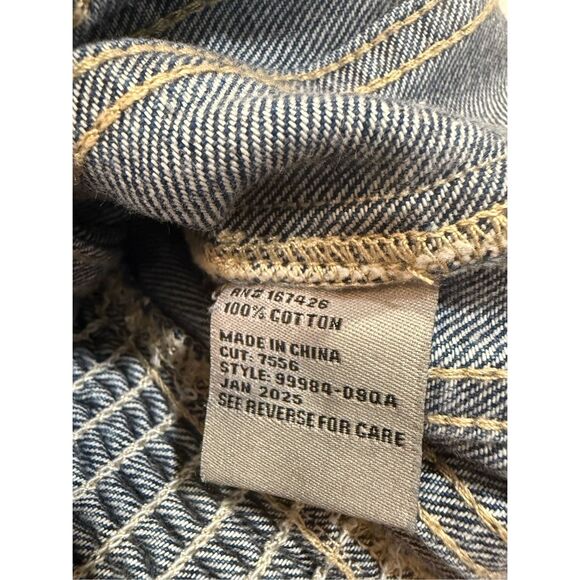 RN# 167426
100% COTTON
MADE IN CHINA
CUT: 7556
STYLE: 99984-09QA
JAN 2025
SEE REVERSE FOR CARE